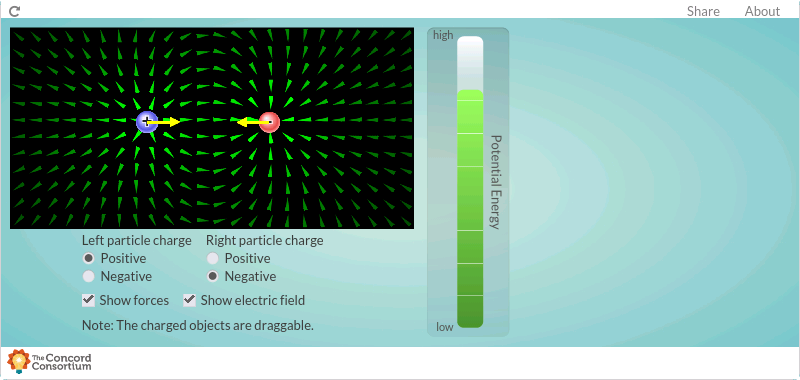 Share About
high
Potential Energy
low
Left particle charge Right particle charge
Positive Positive
Negative Negative
Show forces Show electric field
Note: The charged objects are draggable.
The Concord
Consortium